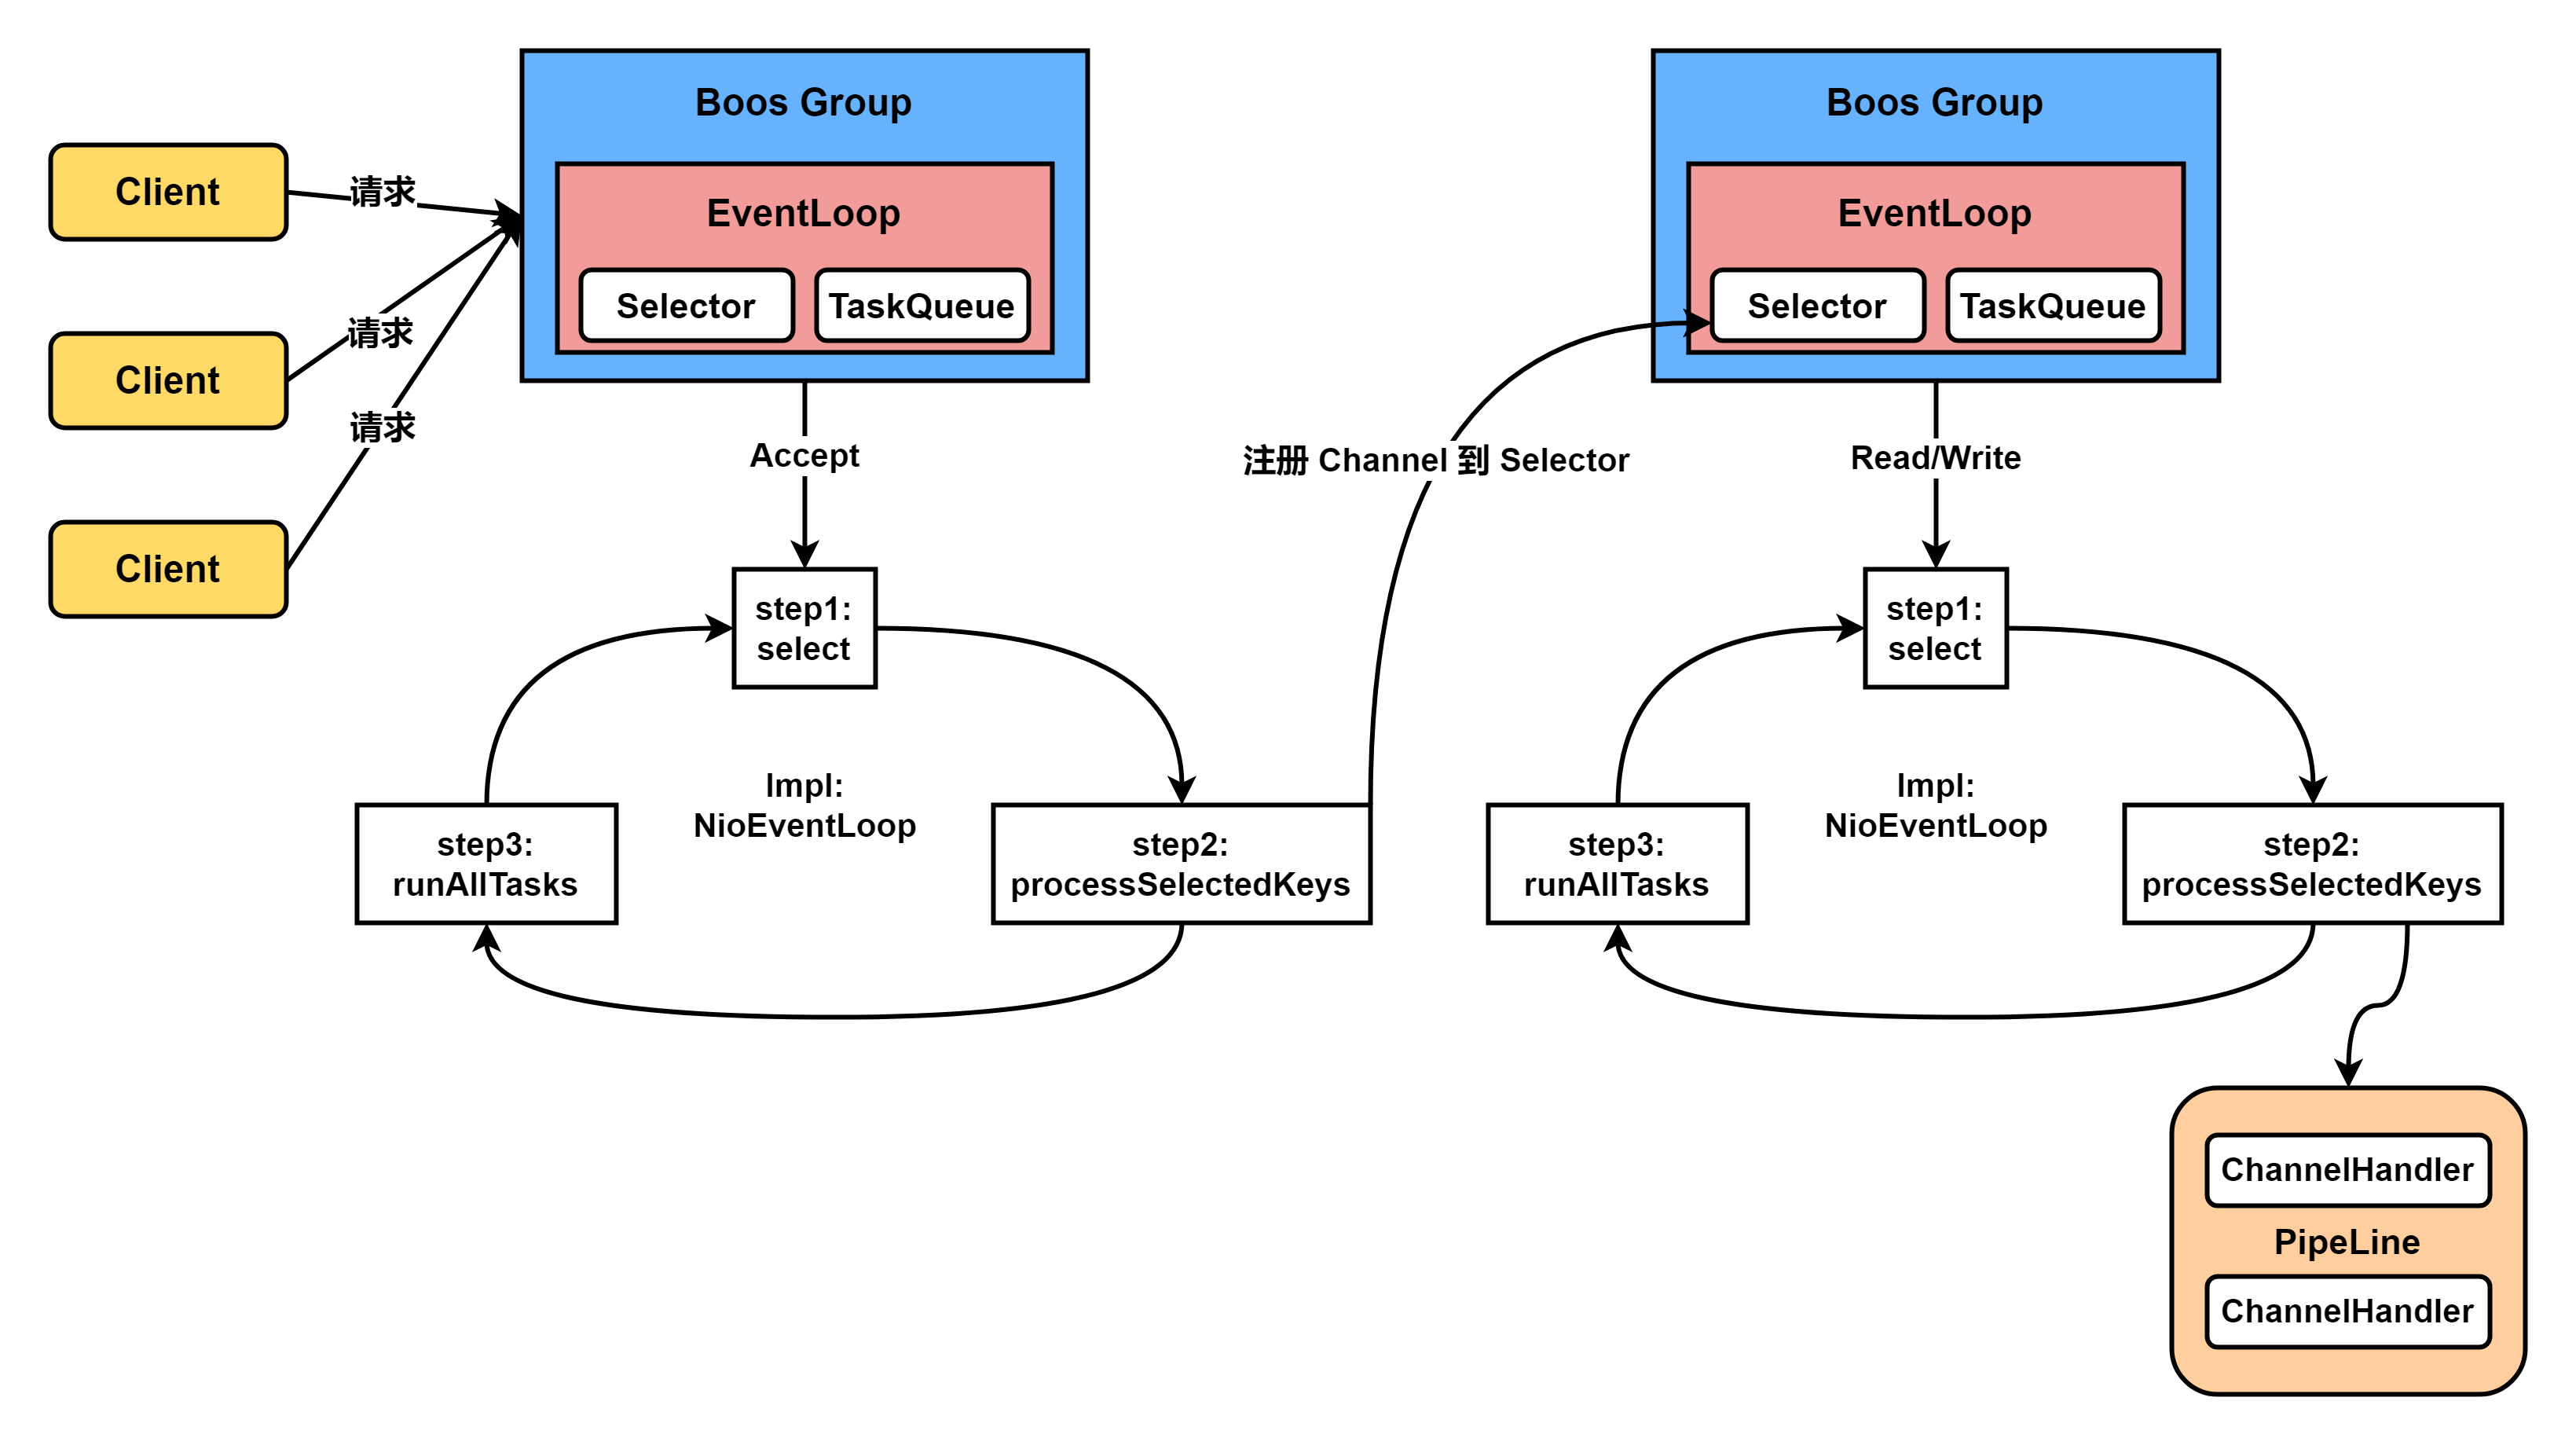 Boos Group
EventLoop
Selector
TaskQueue
Client
请求
Client
请求
Client
请求
Accept
step1:
select
Impl:
NioEventLoop
step3:
runAllTasks
step2:
processSelectedKeys
注册 Channel 到 Selector
Boos Group
EventLoop
Selector
TaskQueue
Read/Write
step1:
select
Impl:
NioEventLoop
step3:
runAllTasks
step2:
processSelectedKeys
ChannelHandler
PipeLine
ChannelHandler